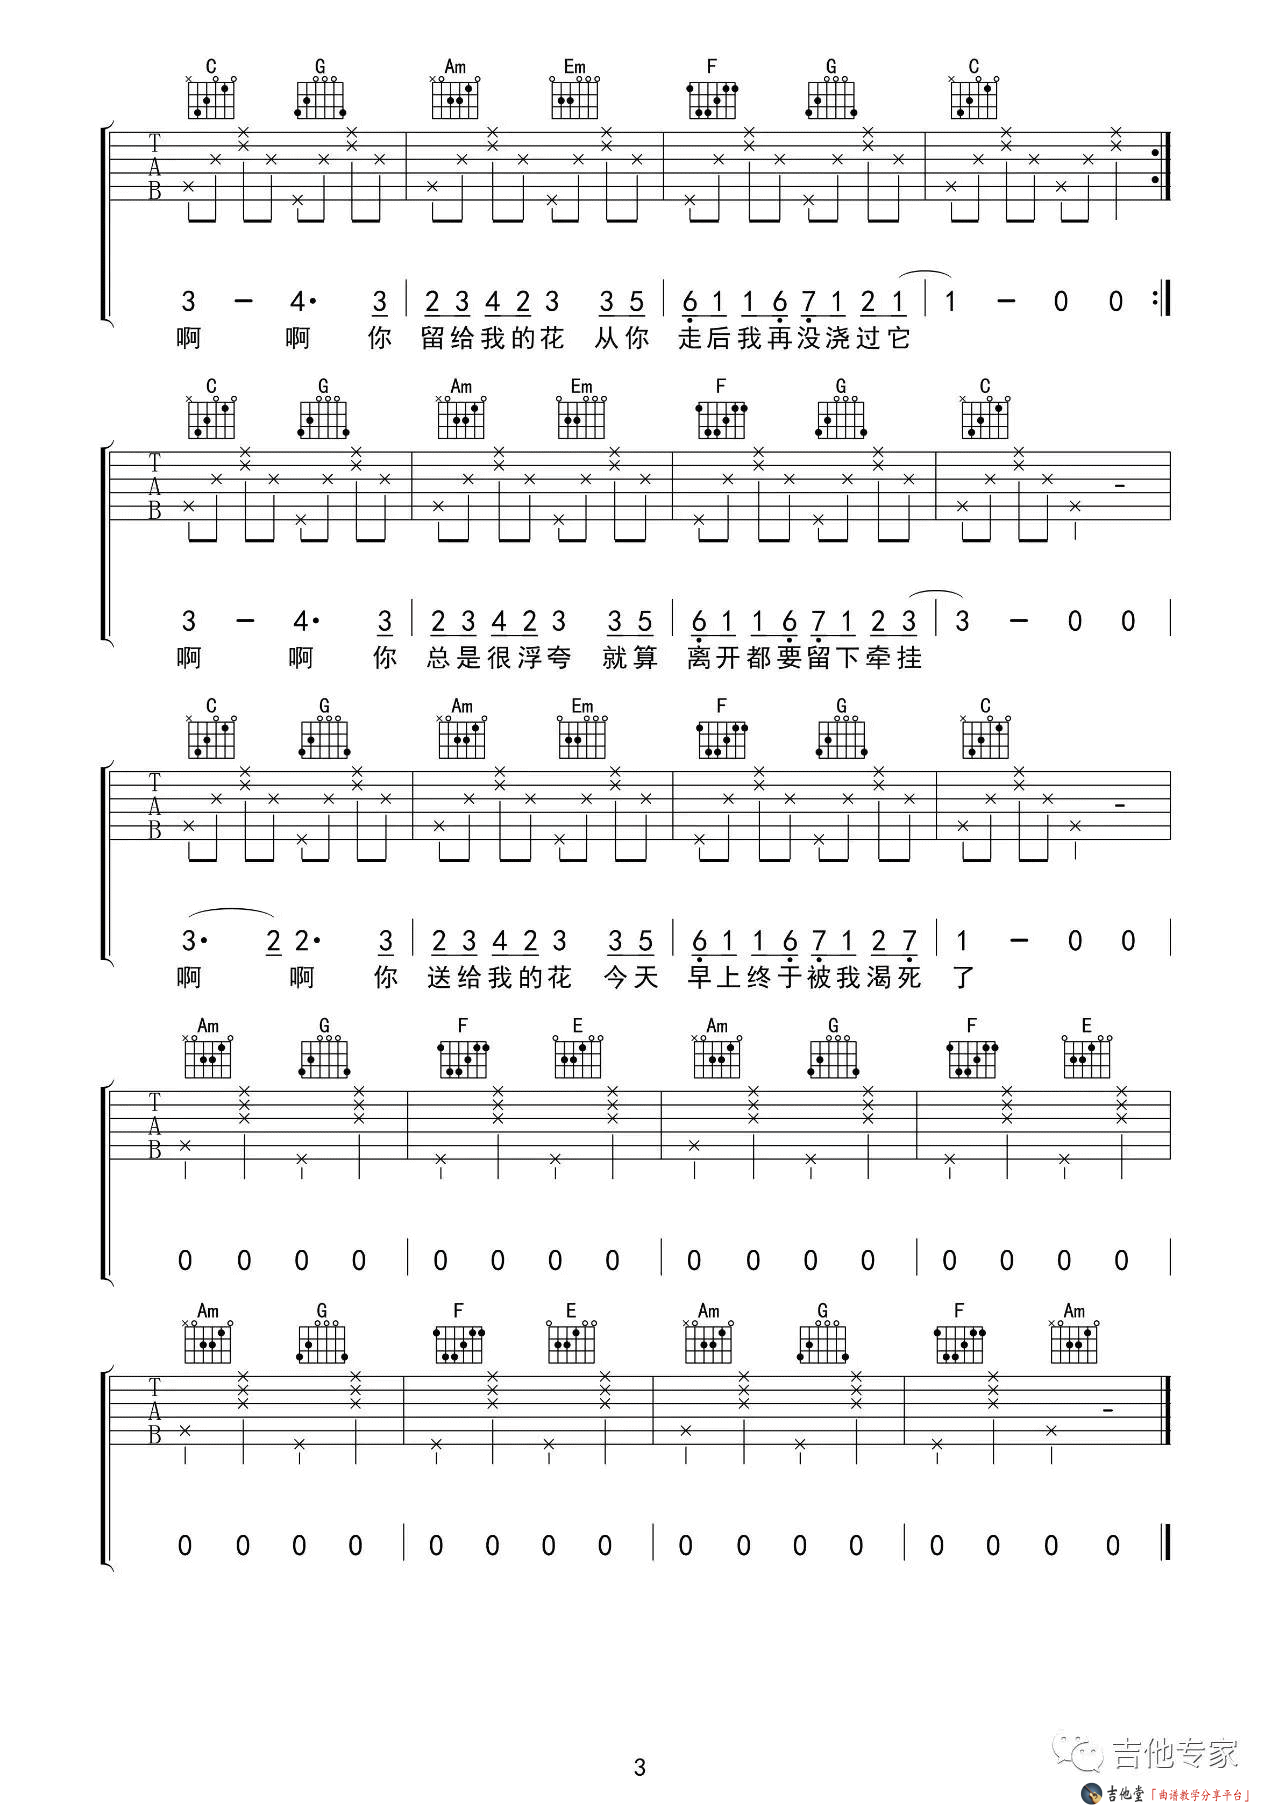 C G Am Em F G C
T
A
B
3 – 4· 3 | 2 3 4 2 3 3 5 | 6 1 1 6 7 1 2 1 | 1 – 0 0 :|
啊 啊 你 留给我的花 从你 走后我再没浇过它
C G Am Em F G C
T
A
B
3 – 4· 3 | 2 3 4 2 3 3 5 | 6 1 1 6 7 1 2 3 | 3 – 0 0 |
啊 啊 你 总是很浮夸 就算 离开都要留下牵挂
C G Am Em F G C
T
A
B
3· 2 2· 3 | 2 3 4 2 3 3 5 | 6 1 1 6 7 1 2 7 | 1 – 0 0 |
啊 啊 你 送给我的花 今天 早上终于被我渴死 了
Am G F E Am G F E
T
A
B
0 0 0 0 | 0 0 0 0 | 0 0 0 0 | 0 0 0 0 |
Am G F E Am G F Am
T
A
B
0 0 0 0 | 0 0 0 0 | 0 0 0 0 | 0 0 0 0
吉他专家
3
吉他堂「曲谱教学分享平台」